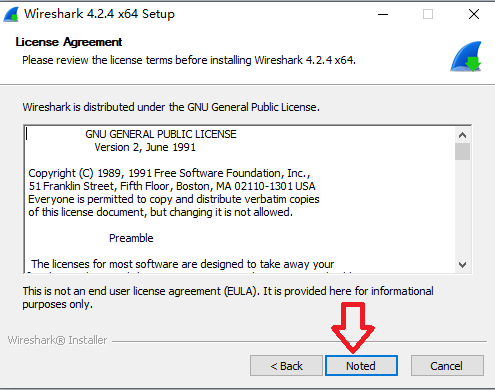 Wireshark 4.2.4 x64 Setup
License Agreement
Please review the license terms before installing Wireshark 4.2.4 x64.
Wireshark is distributed under the GNU General Public License.
GNU GENERAL PUBLIC LICENSE
Version 2, June 1991
Copyright (C) 1989, 1991 Free Software Foundation, Inc.,
51 Franklin Street, Fifth Floor, Boston, MA 02110-1301 USA
Everyone is permitted to copy and distribute verbatim copies
of this license document, but changing it is not allowed.
Preamble
The licenses for most software are designed to take away your
This is not an end user license agreement (EULA). It is provided here for informational
purposes only.
Wireshark® Installer
< Back
Noted
Cancel